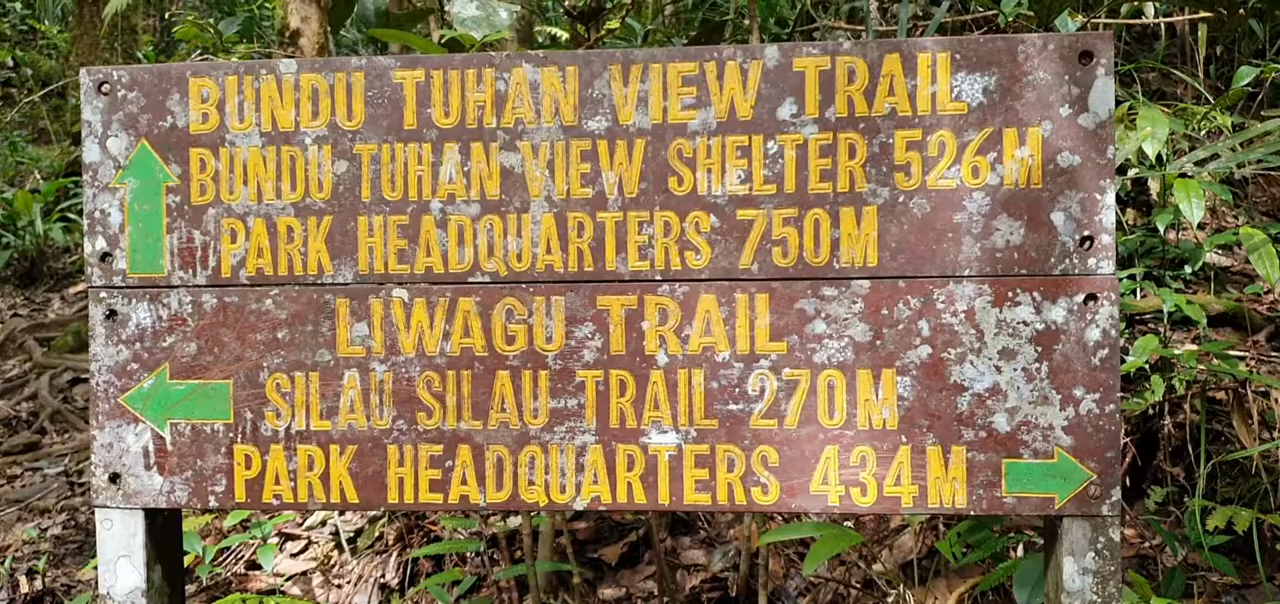 BUNDU TUHAN VIEW TRAIL
BUNDU TUHAN VIEW SHELTER 526M
PARK HEADQUARTERS 750M
LIWAGU TRAIL
SILAU SILAU TRAIL 270M
PARK HEADQUARTERS 434M